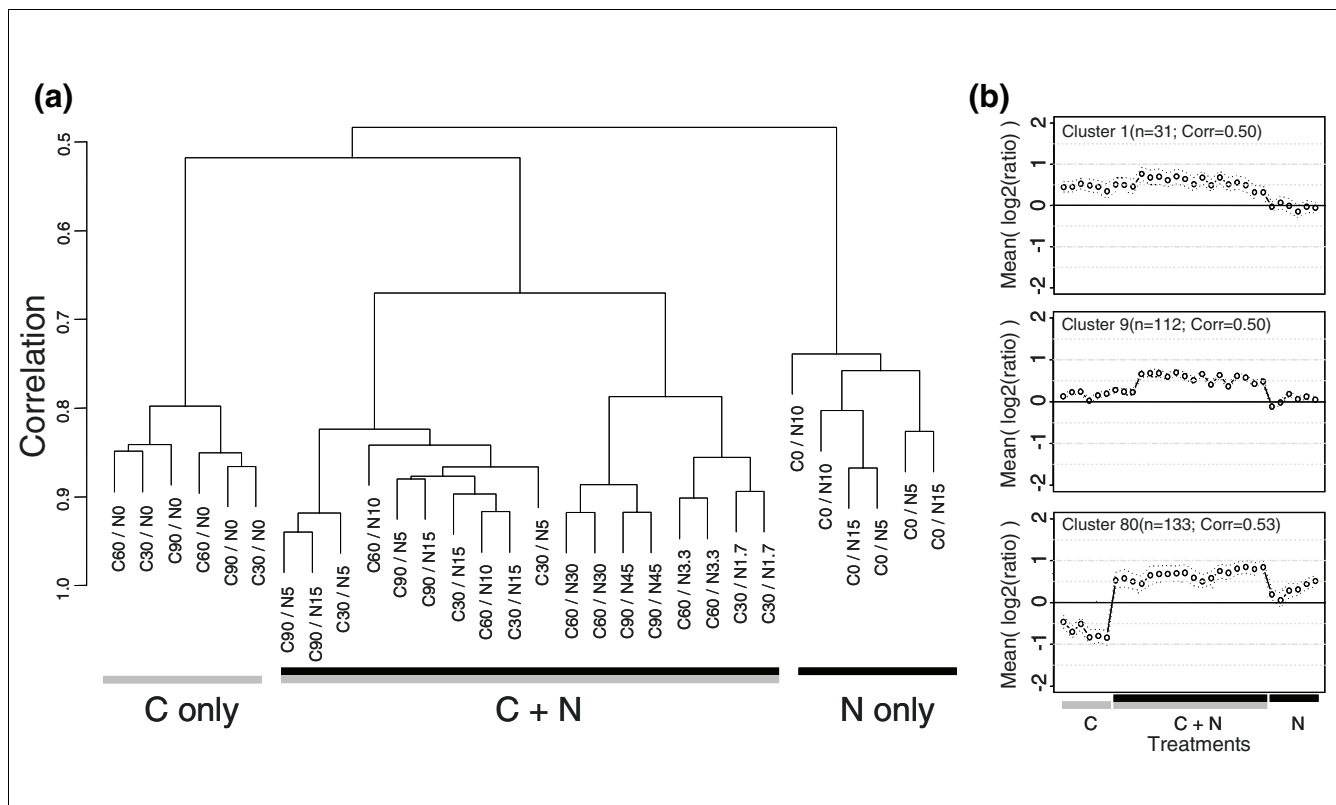 (a)
Correlation
0.5
0.6
0.7
0.8
0.9
1.0
C60 / N0
C30 / N0
C90 / N0
C60 / N0
C90 / N0
C30 / N0
C90 / N5
C90 / N15
C30 / N5
C60 / N10
C90 / N5
C90 / N15
C30 / N15
C60 / N10
C30 / N15
C30 / N5
C60 / N30
C60 / N30
C90 / N45
C90 / N45
C60 / N3.3
C60 / N3.3
C30 / N1.7
C30 / N1.7
C0 / N10
C0 / N10
C0 / N15
C0 / N5
C0 / N5
C0 / N15
C only
C + N
N only
(b)
Cluster 1(n=31; Corr=0.50)
Mean( log2(ratio) )
2
1
0
-1
-2
Cluster 9(n=112; Corr=0.50)
Mean( log2(ratio) )
2
1
0
-1
-2
Cluster 80(n=133; Corr=0.53)
Mean( log2(ratio) )
2
1
0
-1
-2
C
C + N
N
Treatments